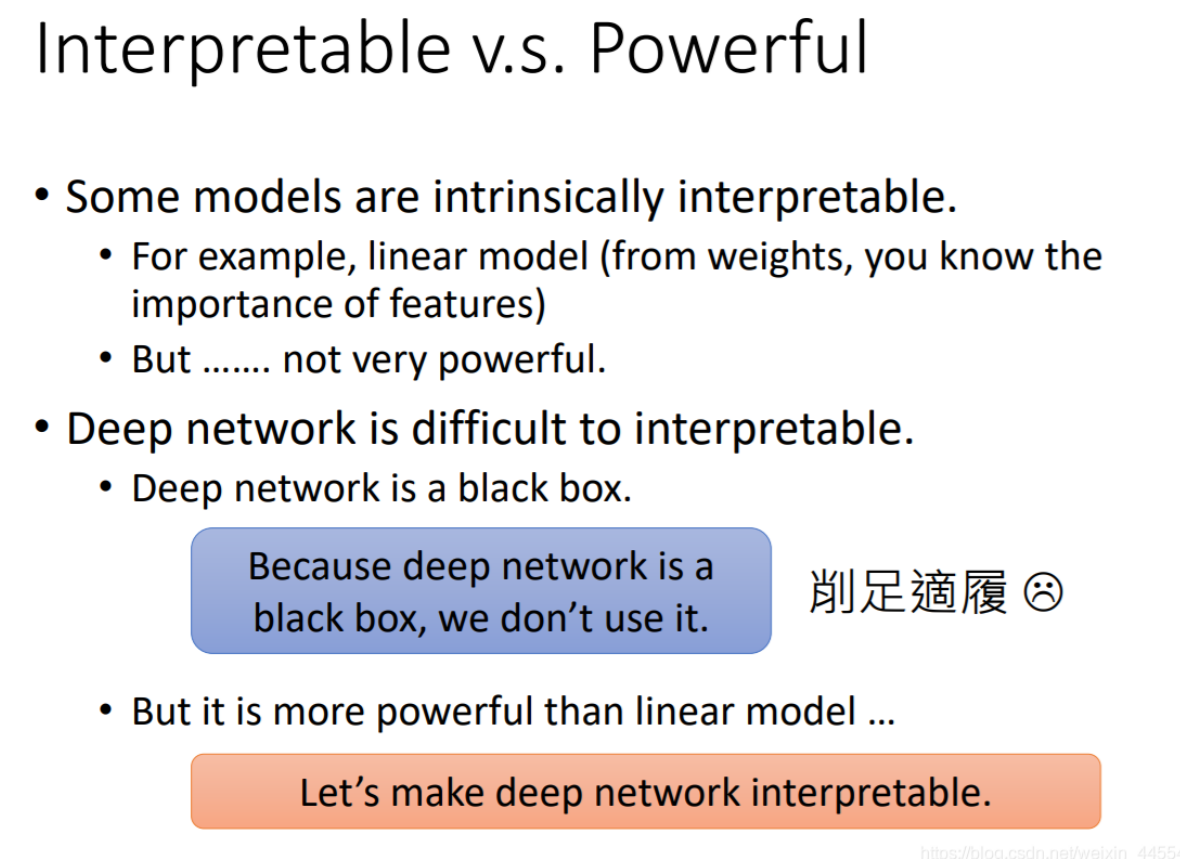 Interpretable v.s. Powerful
• Some models are intrinsically interpretable.
• For example, linear model (from weights, you know the
importance of features)
• But ....... not very powerful.
• Deep network is difficult to interpretable.
• Deep network is a black box.
Because deep network is a
black box, we don’t use it.
削足適履 ☹
• But it is more powerful than linear model …
Let’s make deep network interpretable.
https://blog.csdn.net/weixin_4455